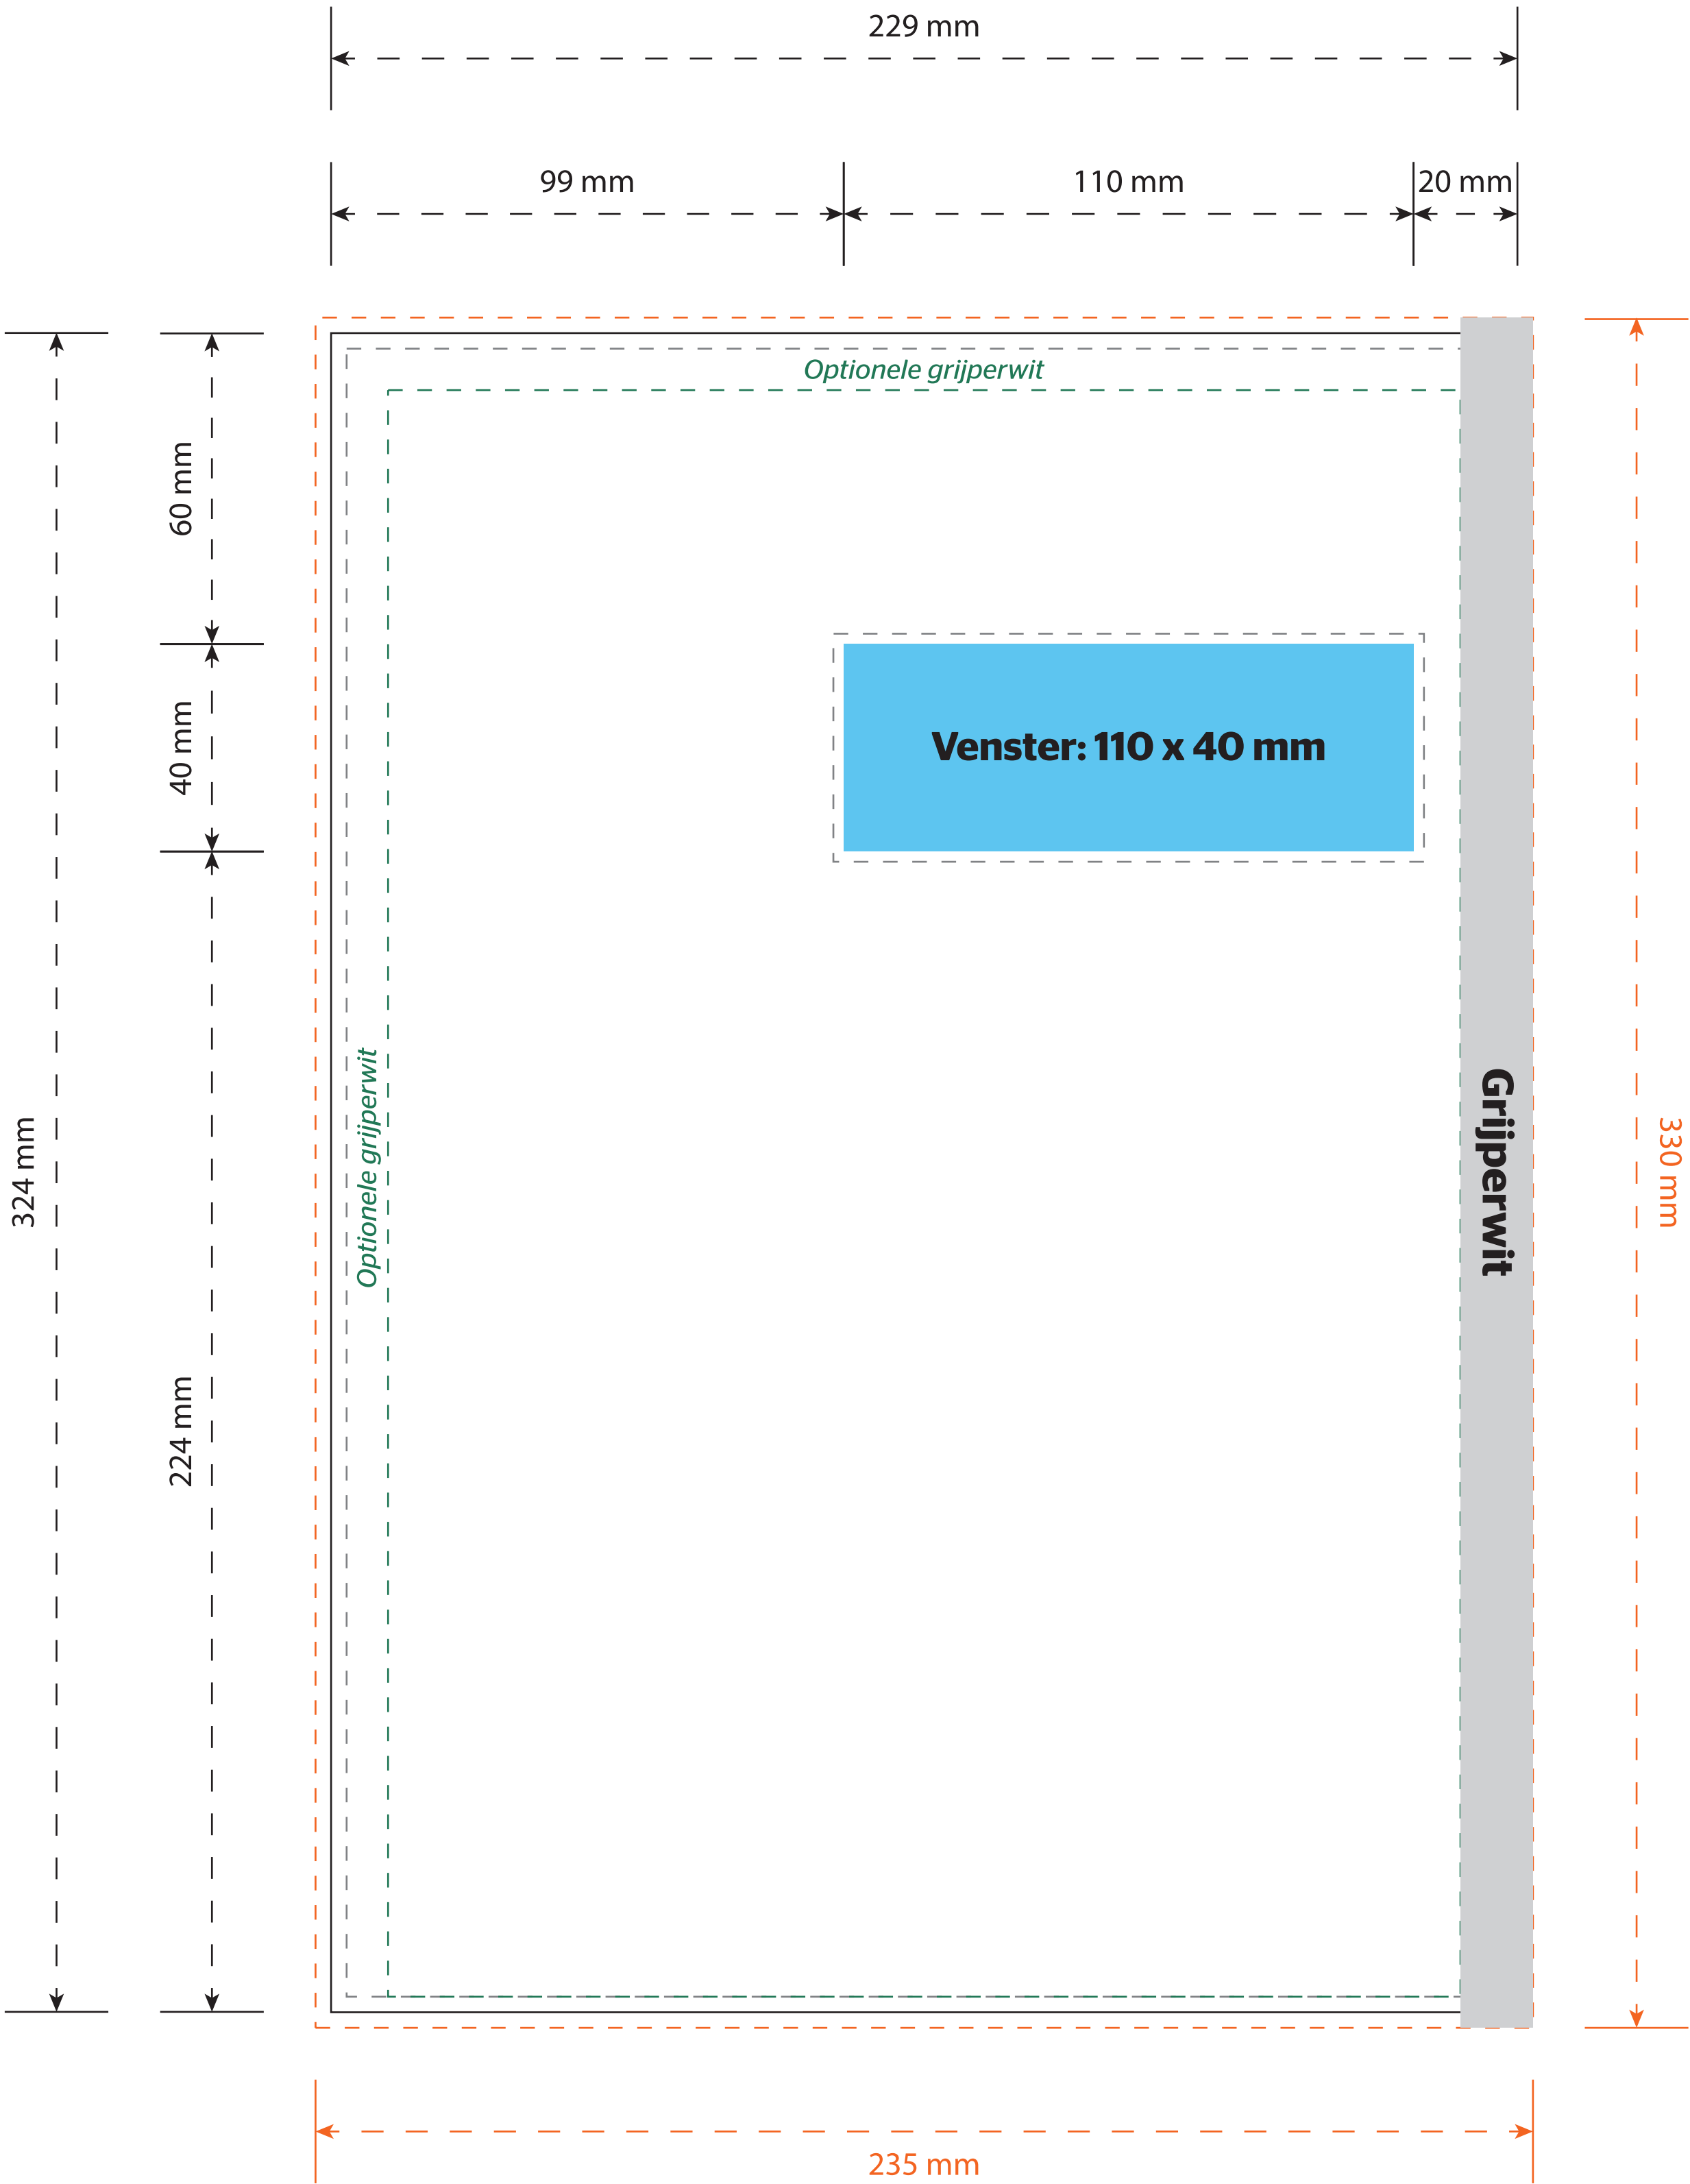 229 mm
99 mm
110 mm
20 mm
Optionele grijperwit
60 mm
40 mm
Venster: 110 x 40 mm
Optionele grijperwit
Grijperwit
324 mm
330 mm
224 mm
235 mm